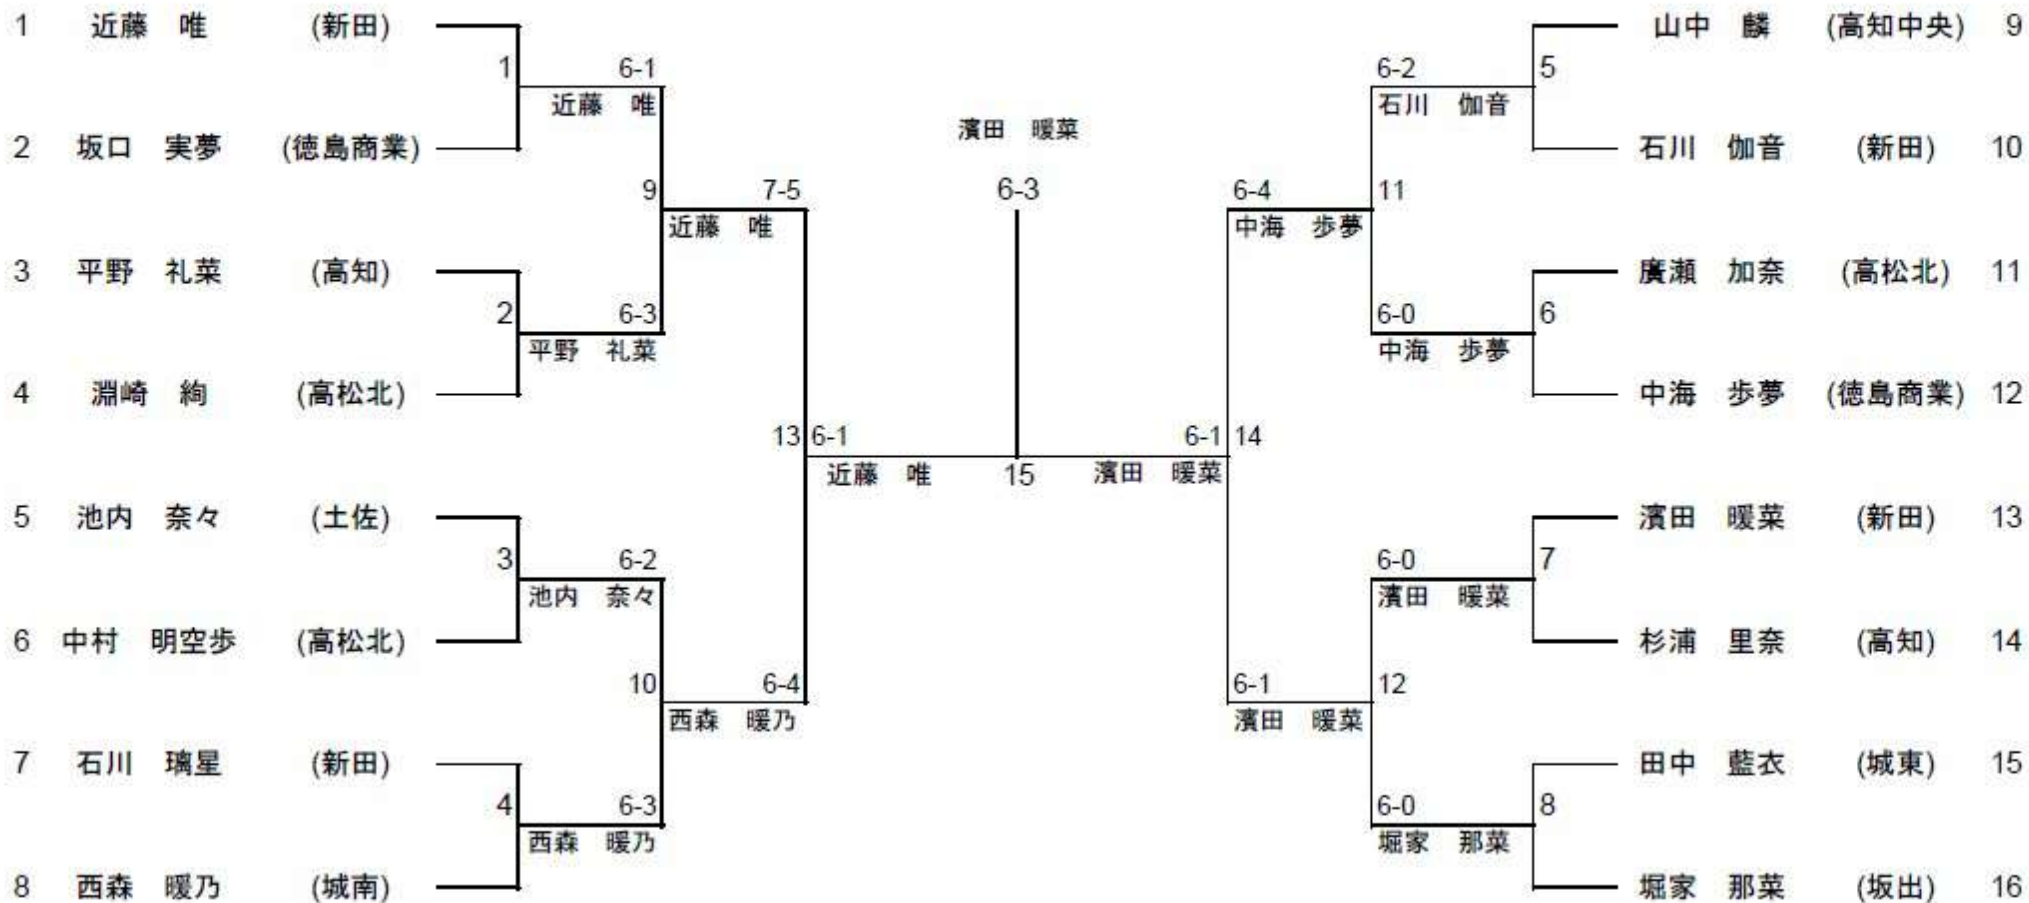 1 近藤 唯 (新田) 山中 麟 (高知中央) 9
1 6-1 6-2 5
近藤 唯 石川 伽音
濱田 暖菜
2 坂口 実夢 (徳島商業) 石川 伽音 (新田) 10
9 7-5 6-3 6-4 11
近藤 唯 中海 歩夢
3 平野 礼菜 (高知) 廣瀬 加奈 (高松北) 11
2 6-3 6-0 6
平野 礼菜 中海 歩夢
4 淵崎 絢 (高松北) 中海 歩夢 (徳島商業) 12
13 6-1 6-1 14
近藤 唯 15 濱田 暖菜
5 池内 奈々 (土佐) 濱田 暖菜 (新田) 13
3 6-2 6-0 7
池内 奈々 濱田 暖菜
6 中村 明空歩 (高松北) 杉浦 里奈 (高知) 14
10 6-4 6-1 12
西森 暖乃 濱田 暖菜
7 石川 璃星 (新田) 田中 藍衣 (城東) 15
4 6-3 6-0 8
西森 暖乃 堀家 那菜
8 西森 暖乃 (城南) 堀家 那菜 (坂出) 16